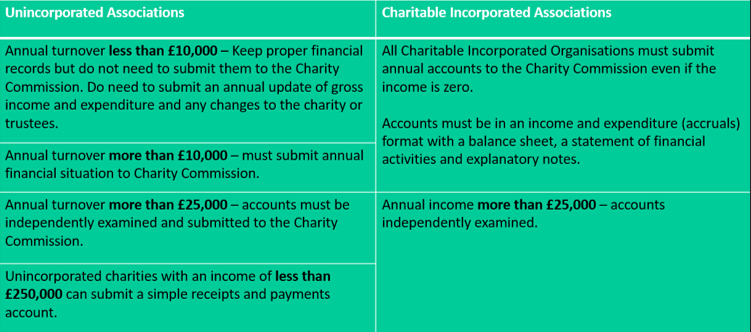 Unincorporated Associations
Annual turnover less than £10,000 – Keep proper financial
records but do not need to submit them to the Charity
Commission. Do need to submit an annual update of gross
income and expenditure and any changes to the charity or
trustees.
Annual turnover more than £10,000 – must submit annual
financial situation to Charity Commission.
Annual turnover more than £25,000 – accounts must be
independently examined and submitted to the Charity
Commission.
Unincorporated charities with an income of less than
£250,000 can submit a simple receipts and payments
account.
Charitable Incorporated Associations
All Charitable Incorporated Organisations must submit
annual accounts to the Charity Commission even if the
income is zero.
Accounts must be in an income and expenditure (accruals)
format with a balance sheet, a statement of financial
activities and explanatory notes.
Annual income more than £25,000 – accounts
independently examined.